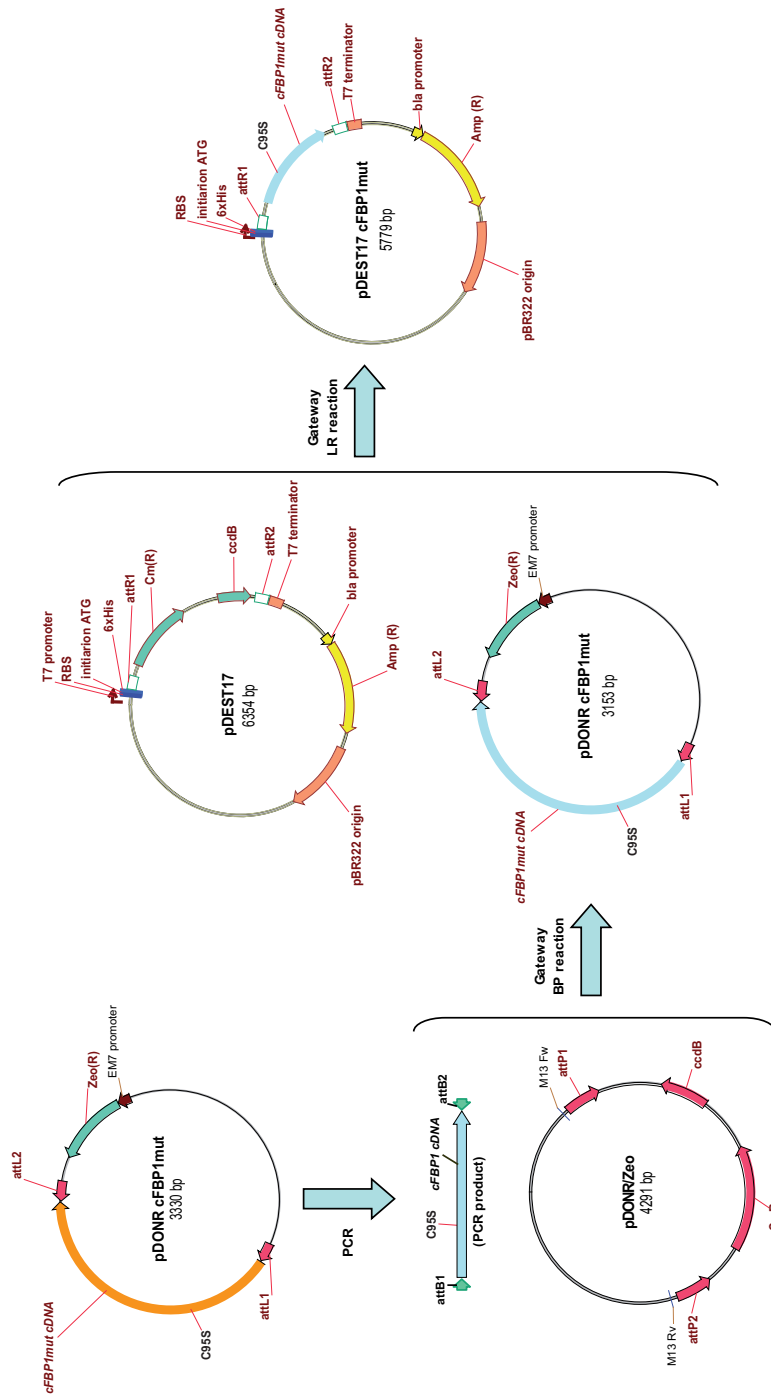 cFBP1mut cDNA
attL2
Zeo(R)
EM7 promoter
pDONR cFBP1mut
3330 bp
C95S
attL1
PCR
attB1
C95S
cFBP1 cDNA
attB2
(PCR product)
M13 Fw
attP1
ccdB
pDONR/Zeo
4291 bp
M13 Rv
attP2
Gateway
BP reaction
T7 promoter
RBS
initiarion ATG
6xHis
attR1
Cm(R)
ccdB
attR2
T7 terminator
bla promoter
Amp (R)
pBR322 origin
pDEST17
6354 bp
attL2
Zeo(R)
EM7 promoter
pDONR cFBP1mut
3153 bp
cFBP1mut cDNA
C95S
attL1
Gateway
LR reaction
RBS
initiarion ATG
6xHis
attR1
C95S
cFBP1mut cDNA
attR2
T7 terminator
bla promoter
Amp (R)
pBR322 origin
pDEST17 cFBP1mut
5779 bp